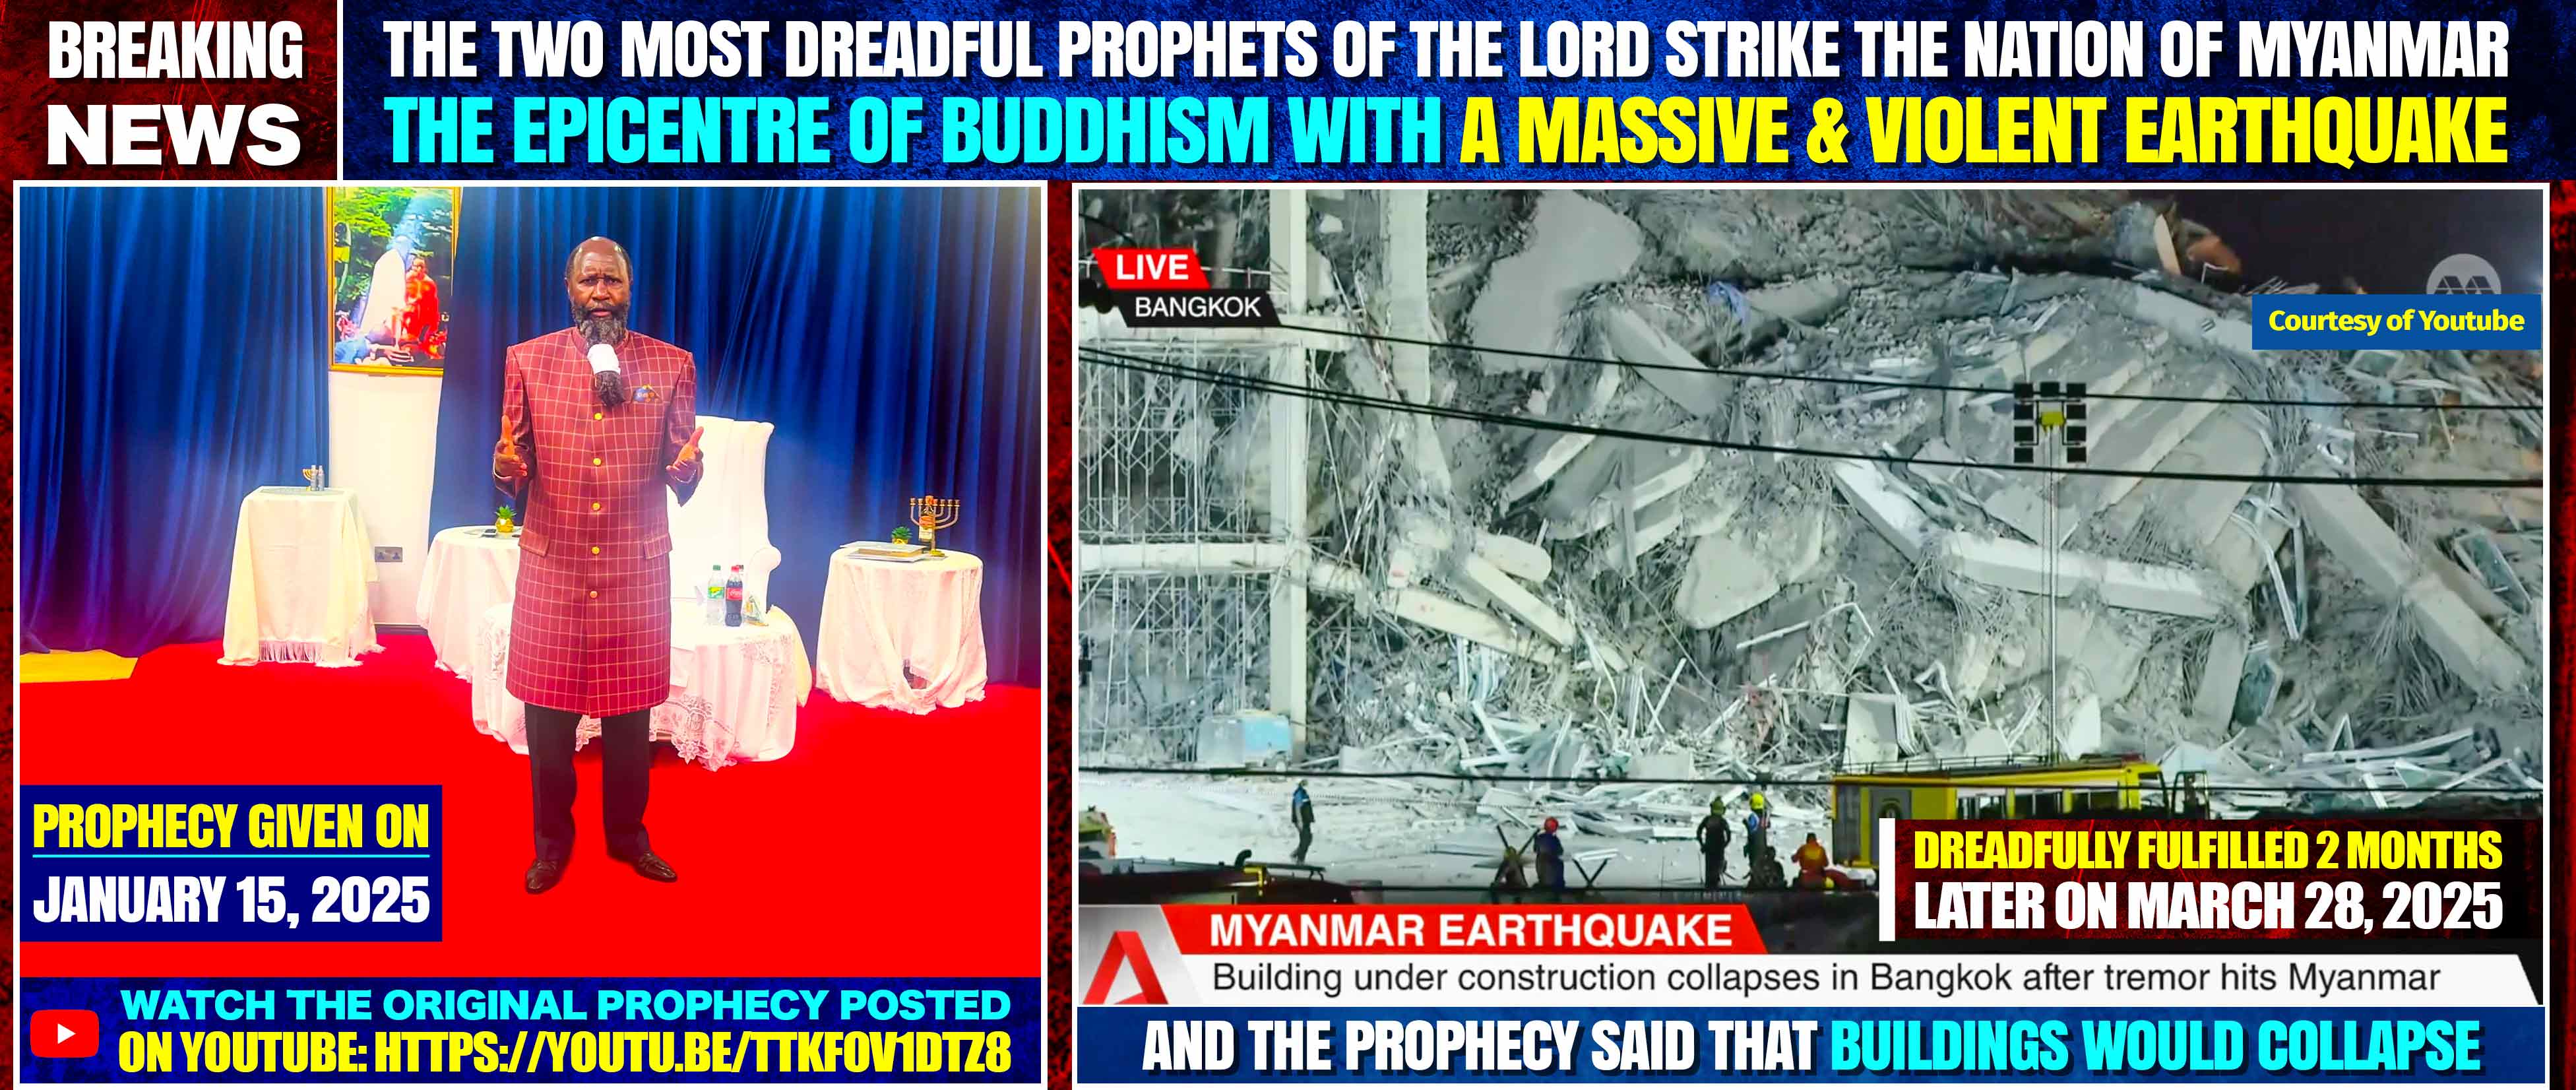 BREAKING
NEWS
THE TWO MOST DREADFUL PROPHETS OF THE LORD STRIKE THE NATION OF MYANMAR
THE EPICENTRE OF BUDDHISM WITH A MASSIVE & VIOLENT EARTHQUAKE
PROPHECY GIVEN ON
JANUARY 15, 2025
WATCH THE ORIGINAL PROPHECY POSTED
ON YOUTUBE: HTTPS://YOUTU.BE/TTKFOV1DTZ8
LIVE
BANGKOK
Courtesy of Youtube
DREADFULLY FULFILLED 2 MONTHS
LATER ON MARCH 28, 2025
MYANMAR EARTHQUAKE
Building under construction collapses in Bangkok after tremor hits Myanmar
AND THE PROPHECY SAID THAT BUILDINGS WOULD COLLAPSE